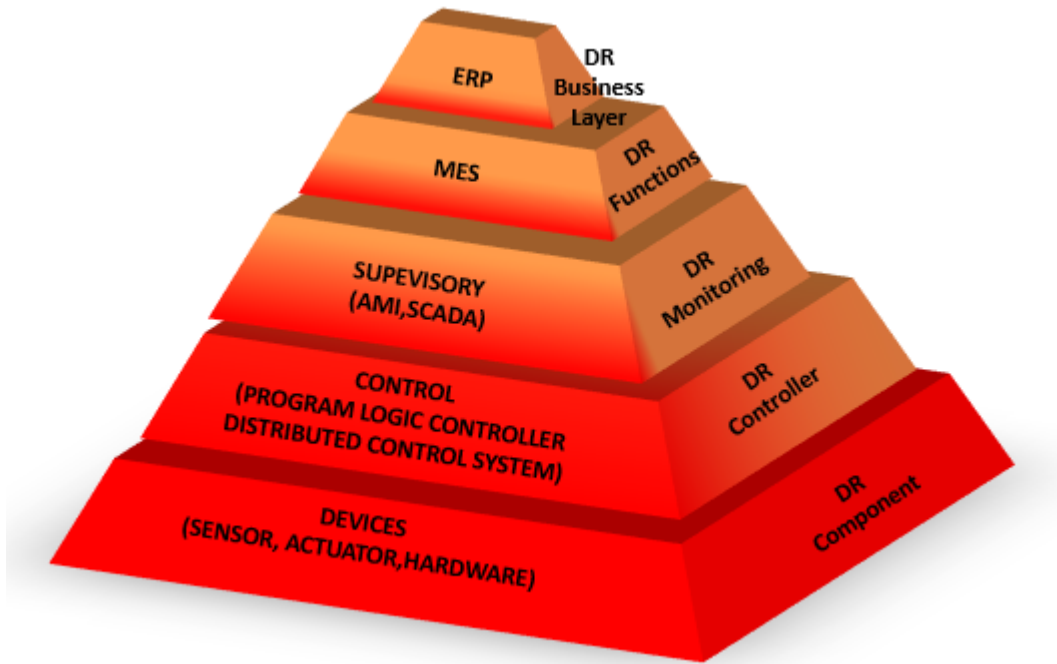 ERP
DR
Business
Layer
MES
DR
Functions
SUPEVISORY
(AMI,SCADA)
DR
Monitoring
CONTROL
(PROGRAM LOGIC CONTROLLER
DISTRIBUTED CONTROL SYSTEM)
DR
Controller
DEVICES
(SENSOR, ACTUATOR,HARDWARE)
DR
Component